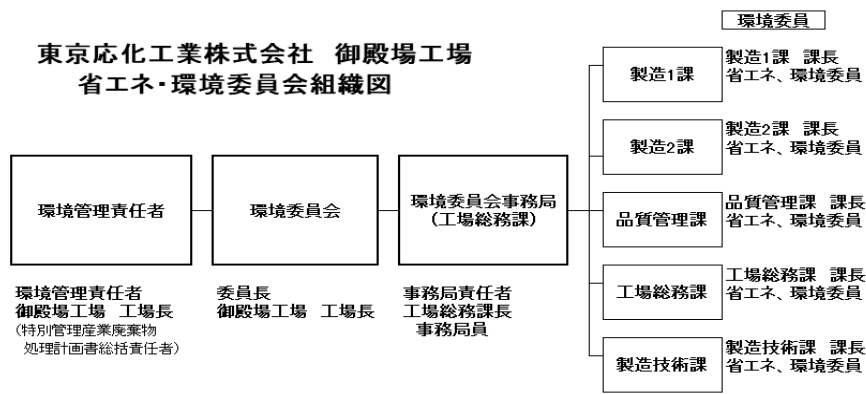 環境委員
東京応化工業株式会社　御殿場工場
省エネ・環境委員会組織図
環境管理責任者
環境管理責任者
御殿場工場　工場長
(特別管理産業廃棄物
処理計画書総括責任者)
環境委員会
委員長
御殿場工場　工場長
環境委員会事務局
(工場総務課)
事務局責任者
工場総務課長
事務局員
製造1課
製造1課　課長
省エネ、環境委員
製造2課
製造2課　課長
省エネ、環境委員
品質管理課
品質管理課　課長
省エネ、環境委員
工場総務課
工場総務課　課長
省エネ、環境委員
製造技術課
製造技術課　課長
省エネ、環境委員